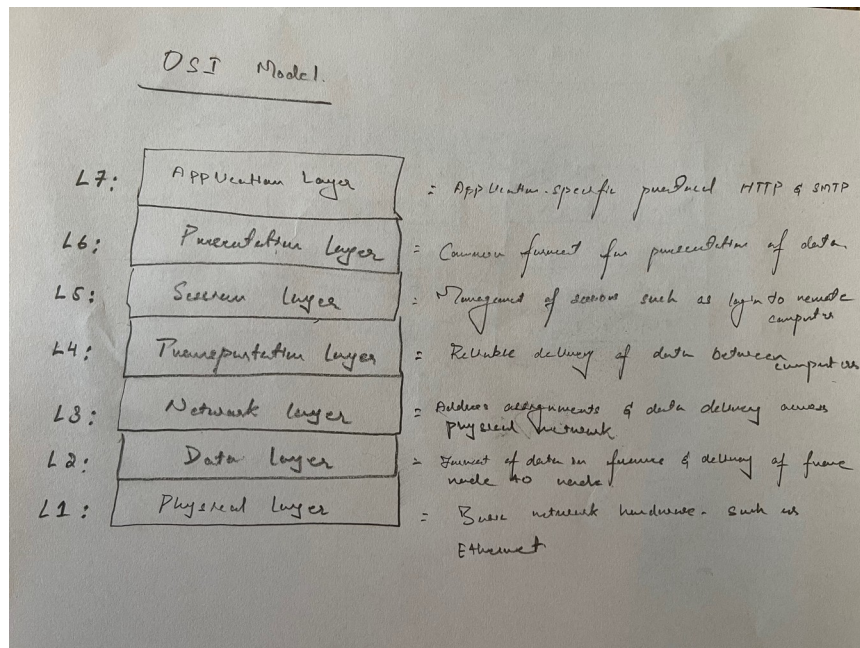 OSI Model.
L7: Application Layer = Application-specific protocol HTTP & SMTP
L6: Presentation Layer = Common format for presentation of data
L5: Session Layer = Management of sessions such as login to remote
computers
L4: Transportation Layer = Reliable delivery of data between
computers
L3: Network Layer = Address assignments & data delivery across
physical network
L2: Data Layer = Format of data in frame & delivery of frame
node to node.
L1: Physical Layer = Basic network hardware. such as
Ethernet